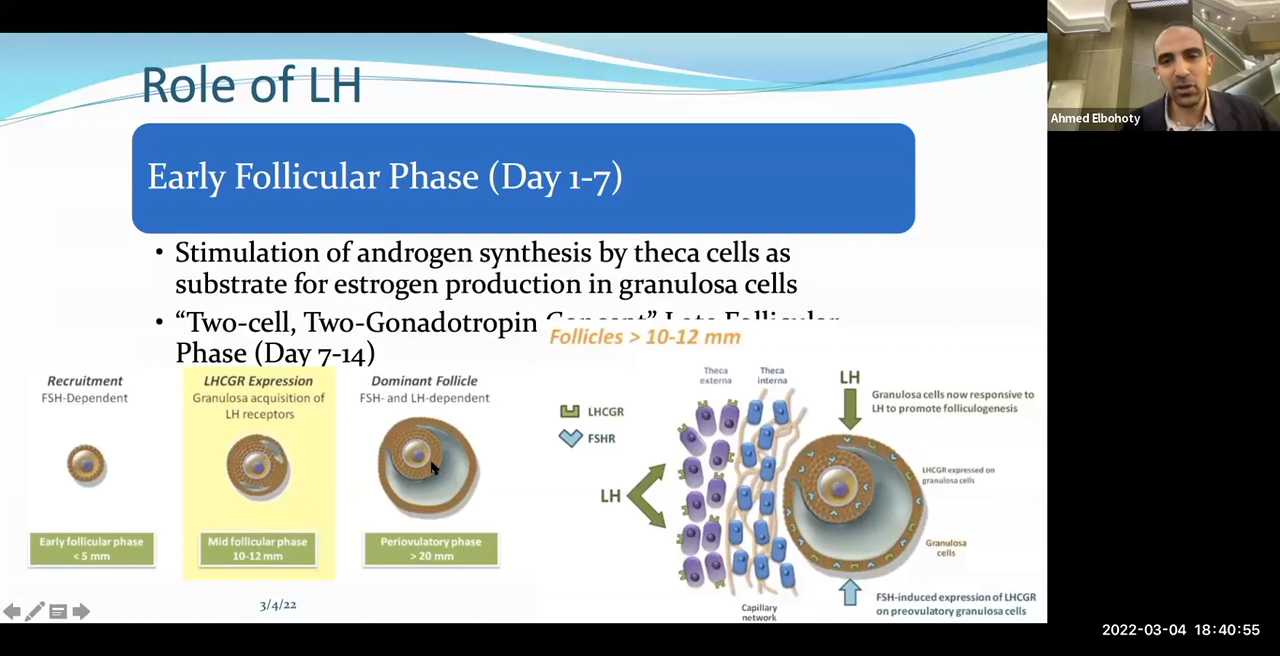 Role of LH
Early Follicular Phase (Day 1-7)
• Stimulation of androgen synthesis by theca cells as
substrate for estrogen production in granulosa cells
• “Two-cell, Two-Gonadotropin Concept” Late Follicular
Phase (Day 7-14)
Recruitment
FSH-Dependent
LHCGR Expression
Granulosa acquisition of
LH receptors
Dominant Follicle
FSH- and LH-dependent
Early follicular phase
< 5 mm
Mid follicular phase
10-12 mm
Periovulatory phase
> 20 mm
Follicles > 10-12 mm
LHCGR
FSHR
LH
Theca
externa
Theca
interna
LH
Granulosa cells now responsive to
LH to promote folliculogenesis
LHCGR expressed on
granulosa cells
Granulosa
cells
Capillary
network
FSH-induced expression of LHCGR
on preovulatory granulosa cells
3/4/22
Ahmed Elbohoty
2022-03-04 18:40:55